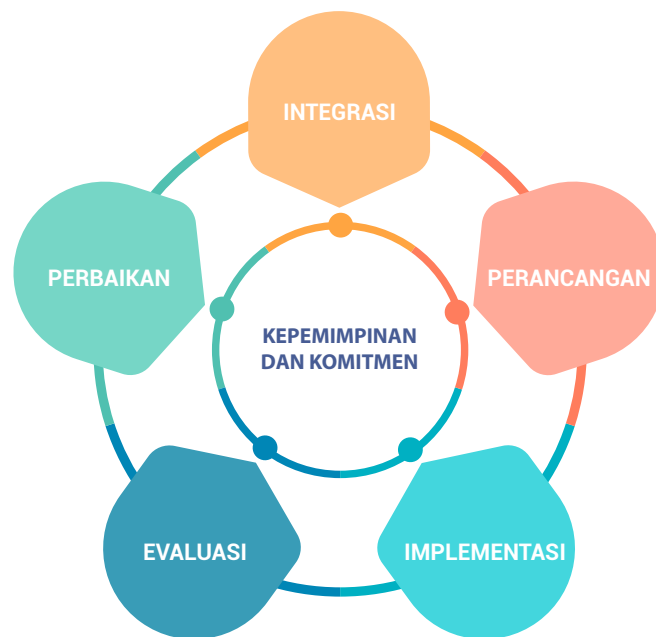 INTEGRASI
PERBAIKAN
PERANCANGAN
KEPEMIMPINAN
DAN KOMITMEN
EVALUASI
IMPLEMENTASI